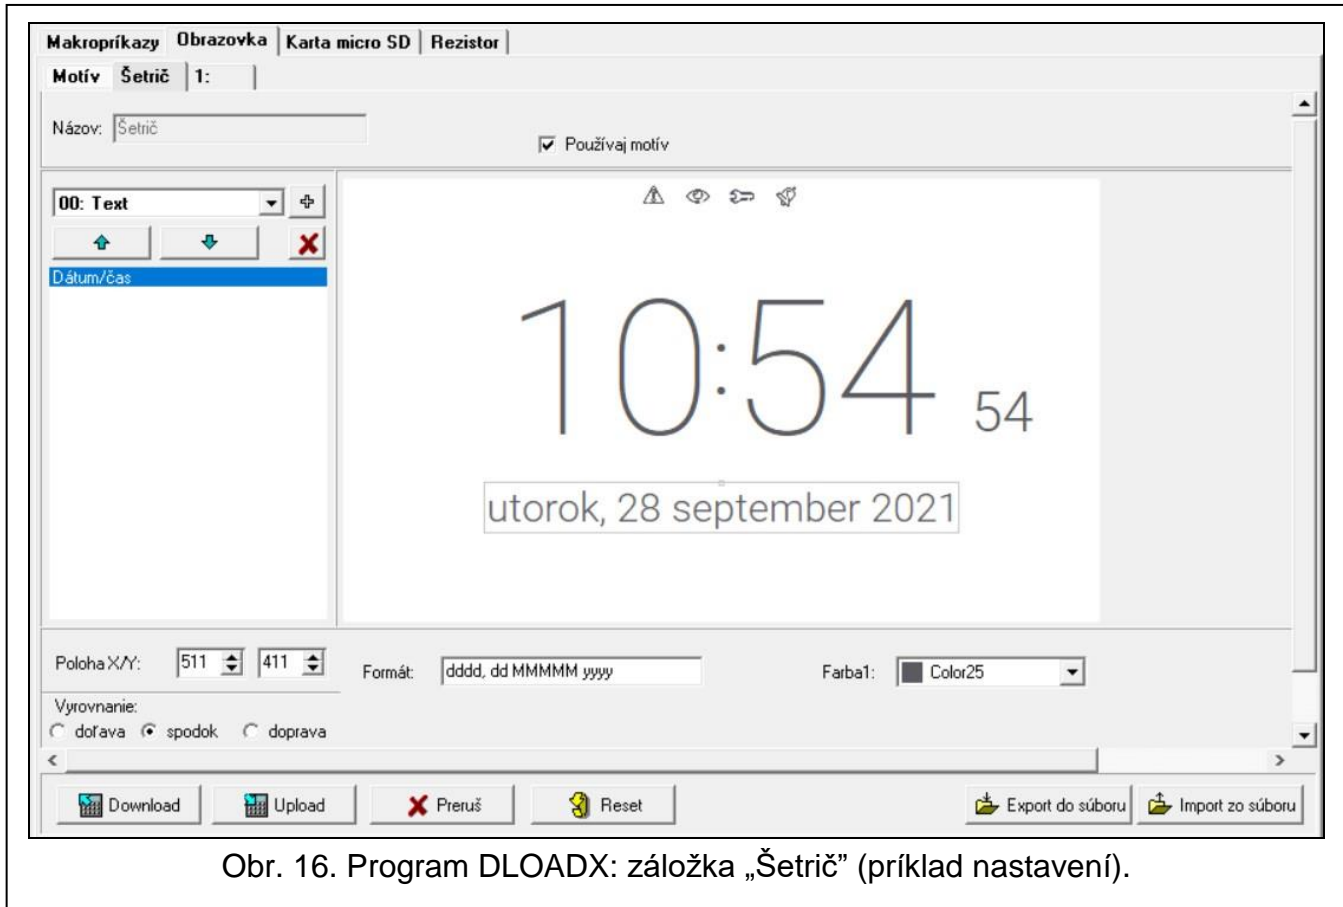 Makropríkazy Obrazovka Karta micro SD Rezistor
Motív Šetrič 1:
Názov: Šetrič
Používaj motív
00: Text
Dátum/čas
10:54 54
utorok, 28 september 2021
Poloha X/Y: 511 411
Formát: dddd, dd MMMMM yyyy
Farba1: Color25
Vyrovnanie:
doľava spodok doprava
Download Upload Preruš Reset Export do súboru Import zo súboru
Obr. 16. Program DLOADX: záložka „Šetrič” (príklad nastavení).